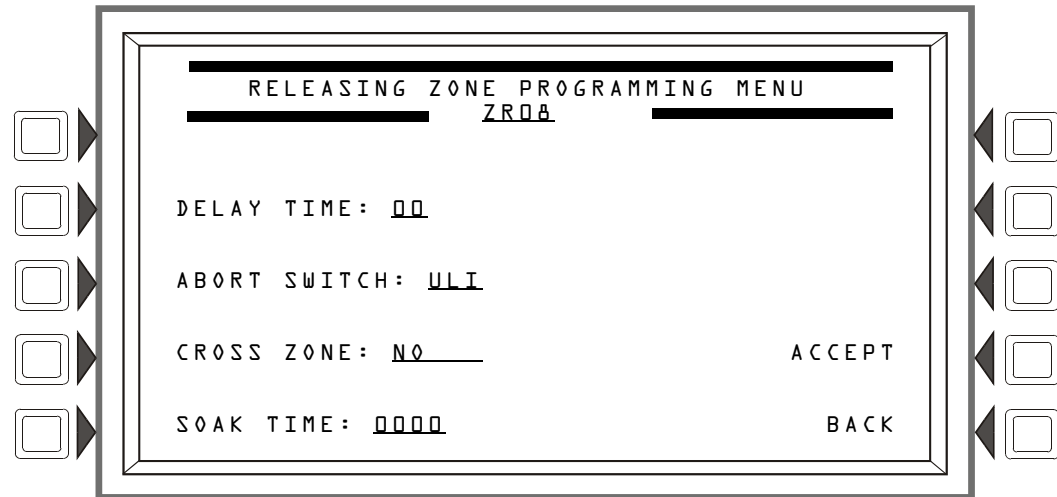 RELEASING ZONE PROGRAMMING MENU
ZR08
DELAY TIME: 00
ABORT SWITCH: ULI
CROSS ZONE: NO
ACCEPT
SOAK TIME: 0000
BACK